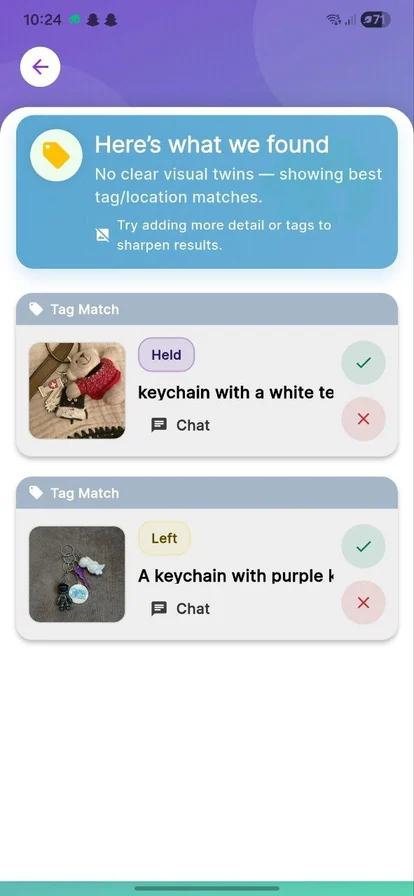 10:24
71
Here's what we found
No clear visual twins — showing best
tag/location matches.
Try adding more detail or tags to
sharpen results.
Tag Match
Held
keychain with a white te
Chat
Tag Match
Left
A keychain with purple k
Chat